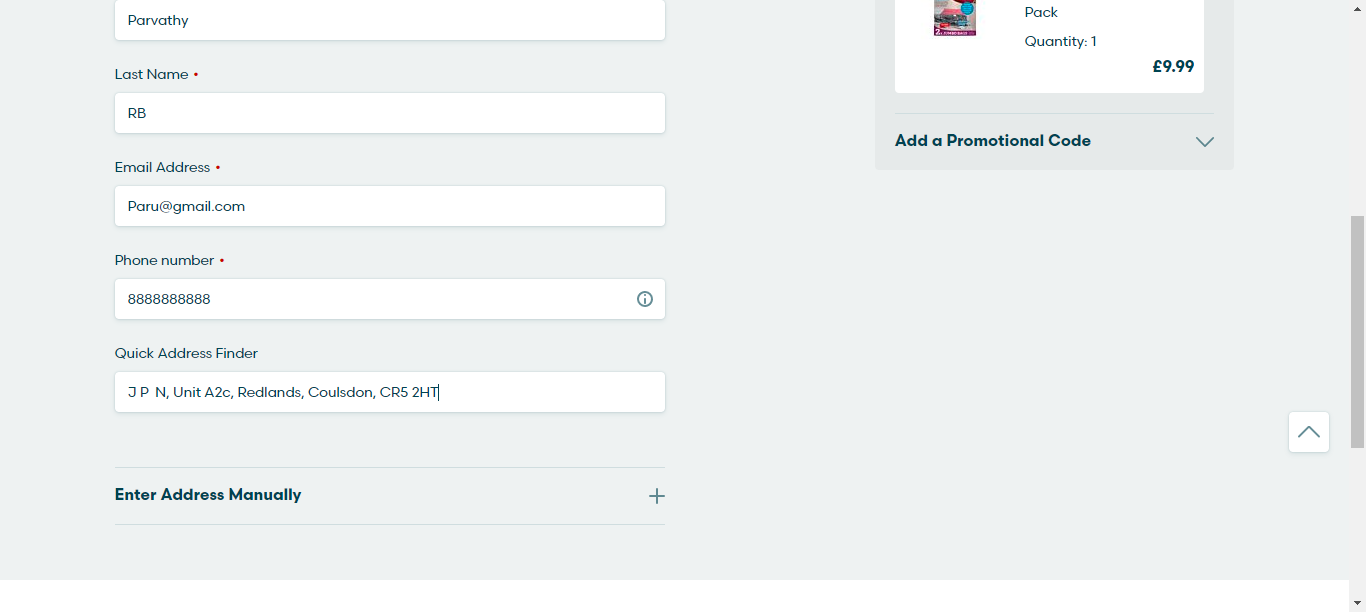 Parvathy
Last Name •
RB
Email Address •
Paru@gmail.com
Phone number •
8888888888
Quick Address Finder
J P  N, Unit A2c, Redlands, Coulsdon, CR5 2HT
Enter Address Manually
Pack
Quantity: 1
£9.99
Add a Promotional Code